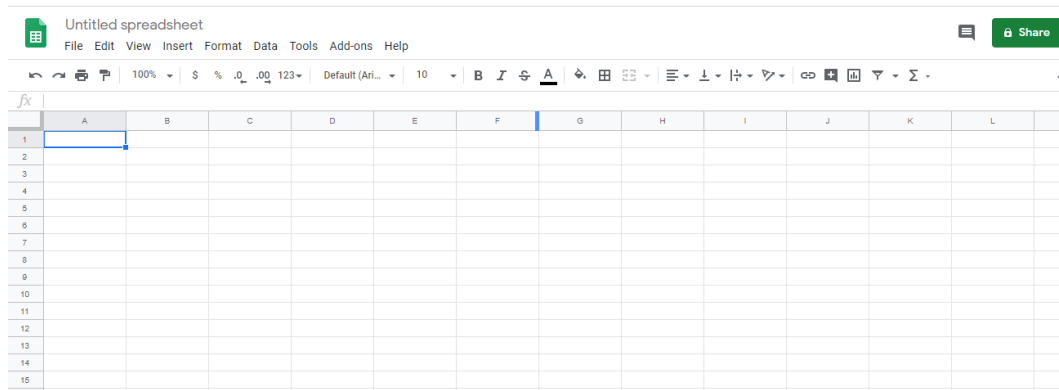 Untitled spreadsheet
File Edit View Insert Format Data Tools Add-ons Help
Share
100% $ % .0 .00 123 Default (Ari... 10 B I S A Σ
fx
A B C D E F G H I J K L
1
2
3
4
5
6
7
8
9
10
11
12
13
14
15